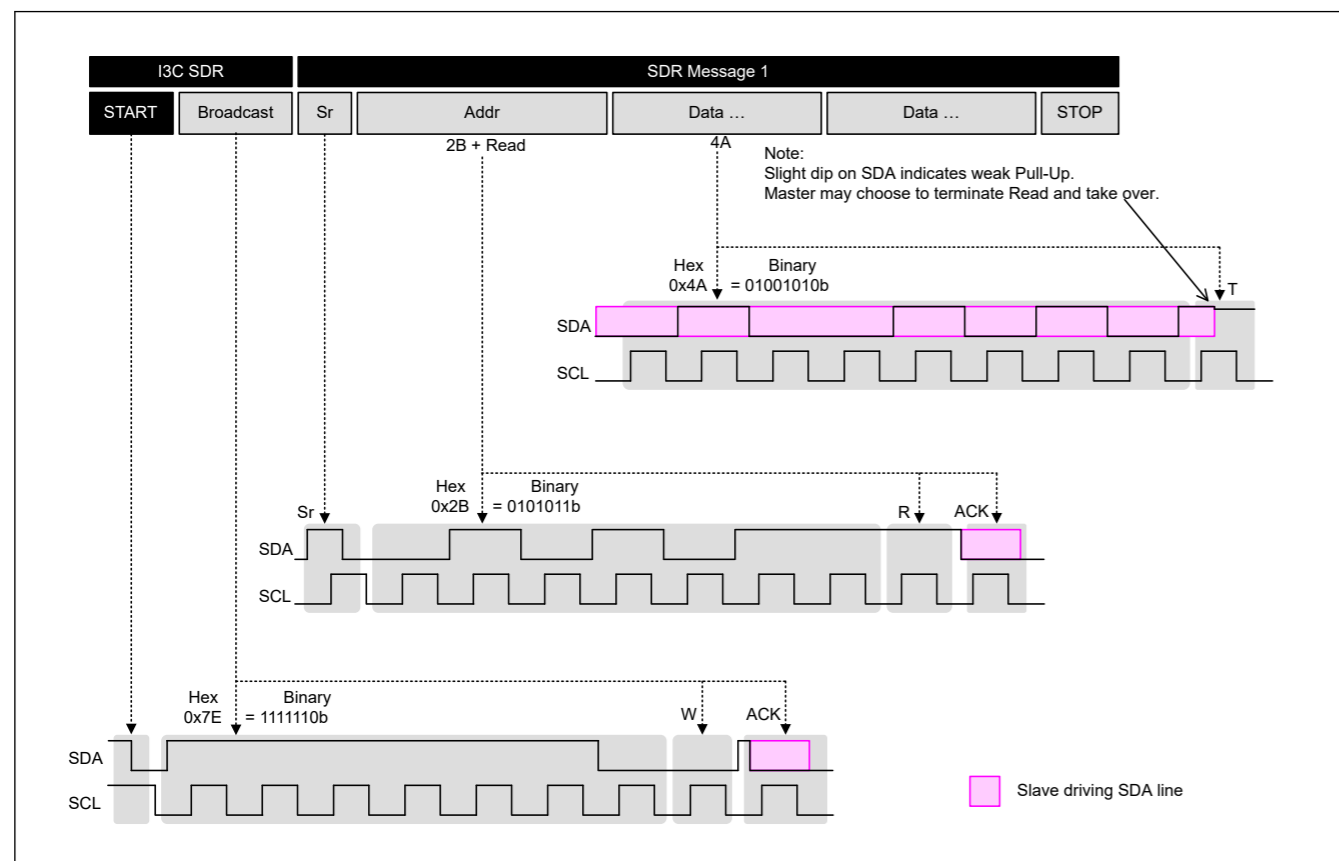 I3C SDR
SDR Message 1
START
Broadcast
Sr
Addr
Data …
Data …
STOP
2B + Read
4A
Note:
Slight dip on SDA indicates weak Pull-Up.
Master may choose to terminate Read and take over.
Hex Binary
0x4A = 01001010b
T
SDA
SCL
Hex Binary
0x2B = 0101011b
Sr
R
ACK
SDA
SCL
Hex Binary
0x7E = 1111110b
W
ACK
SDA
SCL
Slave driving SDA line